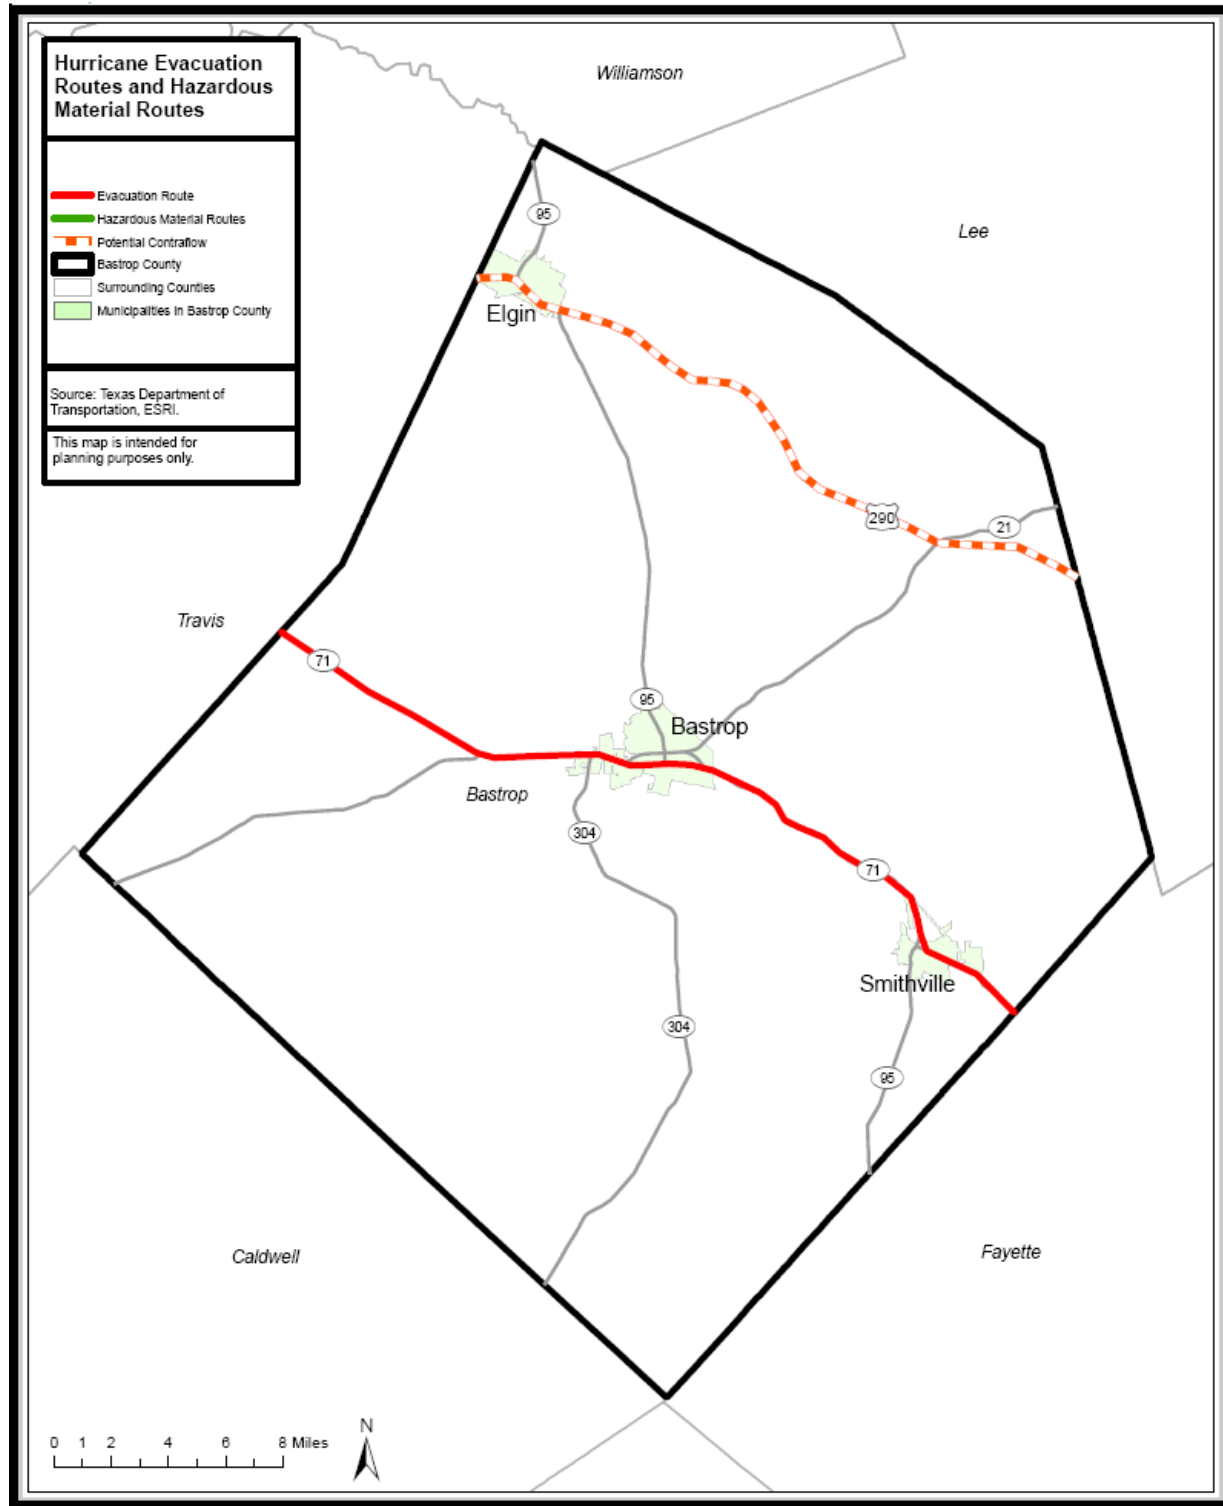 Hurricane Evacuation
Routes and Hazardous
Material Routes
Evacuation Route
Hazardous Material Routes
Potential Contraflow
Bastrop County
Surrounding Counties
Municipalities in Bastrop County
Source: Texas Department of
Transportation, ESRI.
This map is intended for
planning purposes only.
Williamson
95
Lee
Elgin
290
21
Travis
71
95
Bastrop
Bastrop
304
71
Smithville
304
95
Caldwell
Fayette
N
0 1 2 4 6 8 Miles